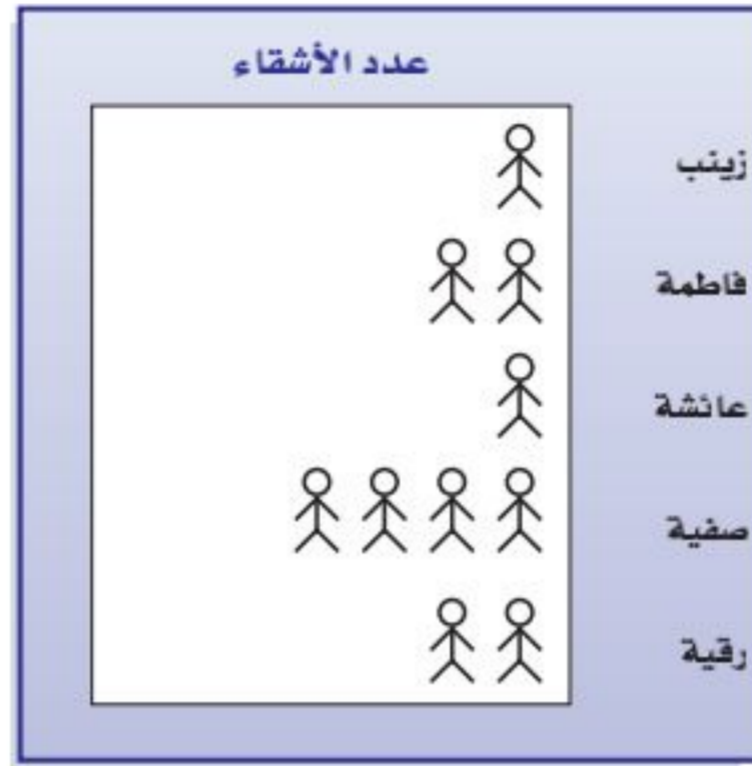 عدد الأشقاء
زينب
فاطمة
عائشة
صفية
رقية